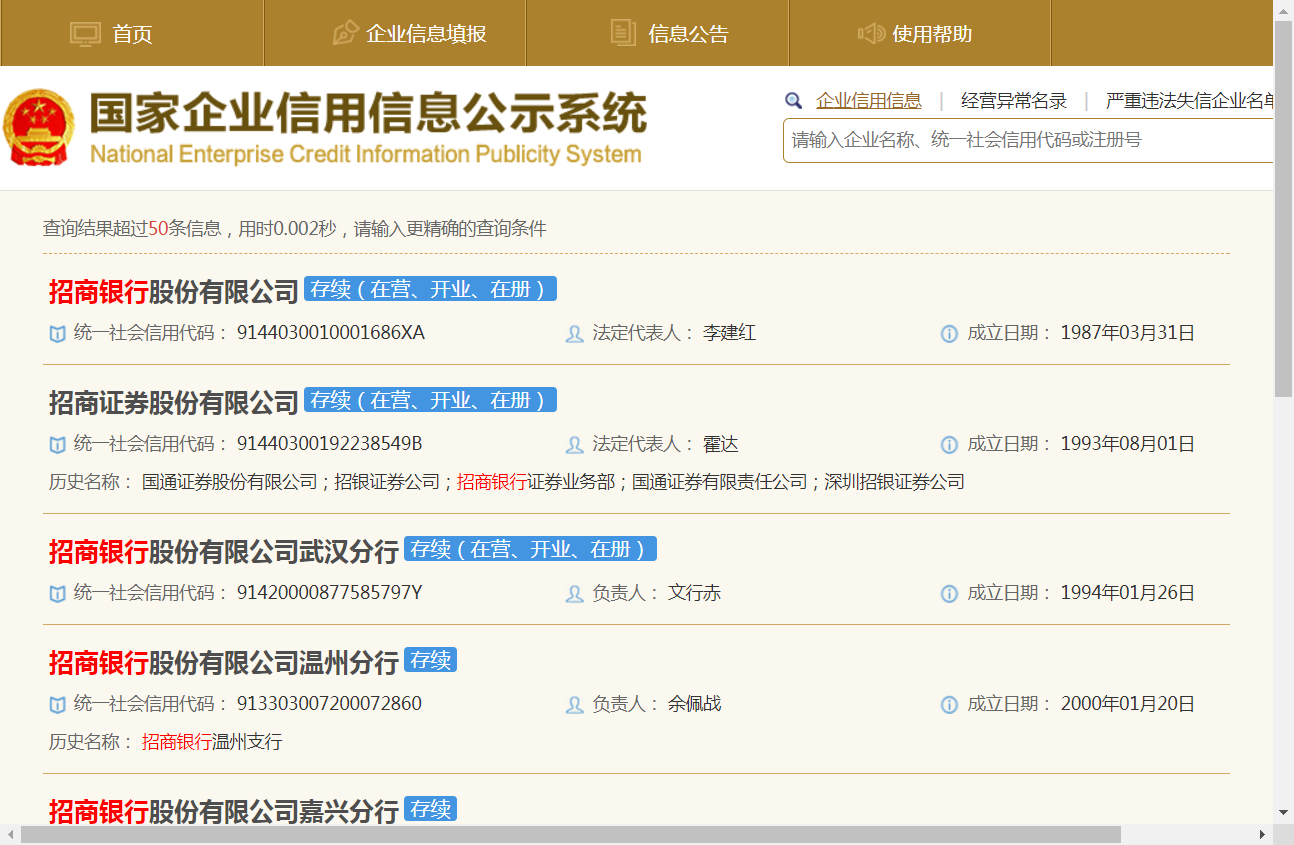 首页 企业信息填报 信息公告 使用帮助
国家企业信用信息公示系统
National Enterprise Credit Information Publicity System
企业信用信息 | 经营异常名录 | 严重违法失信企业名单
请输入企业名称、统一社会信用代码或注册号
查询结果超过50条信息，用时0.002秒，请输入更精确的查询条件
招商银行股份有限公司 存续（在营、开业、在册）
统一社会信用代码： 9144030010001686XA 法定代表人： 李建红 成立日期： 1987年03月31日
招商证券股份有限公司 存续（在营、开业、在册）
统一社会信用代码： 91440300192238549B 法定代表人： 霍达 成立日期： 1993年08月01日
历史名称： 国通证券股份有限公司；招银证券公司；招商银行证券业务部；国通证券有限责任公司；深圳招银证券公司
招商银行股份有限公司武汉分行 存续（在营、开业、在册）
统一社会信用代码： 91420000877585797Y 负责人： 文行赤 成立日期： 1994年01月26日
招商银行股份有限公司温州分行 存续
统一社会信用代码： 913303007200072860 负责人： 余佩战 成立日期： 2000年01月20日
历史名称： 招商银行温州支行
招商银行股份有限公司嘉兴分行 存续